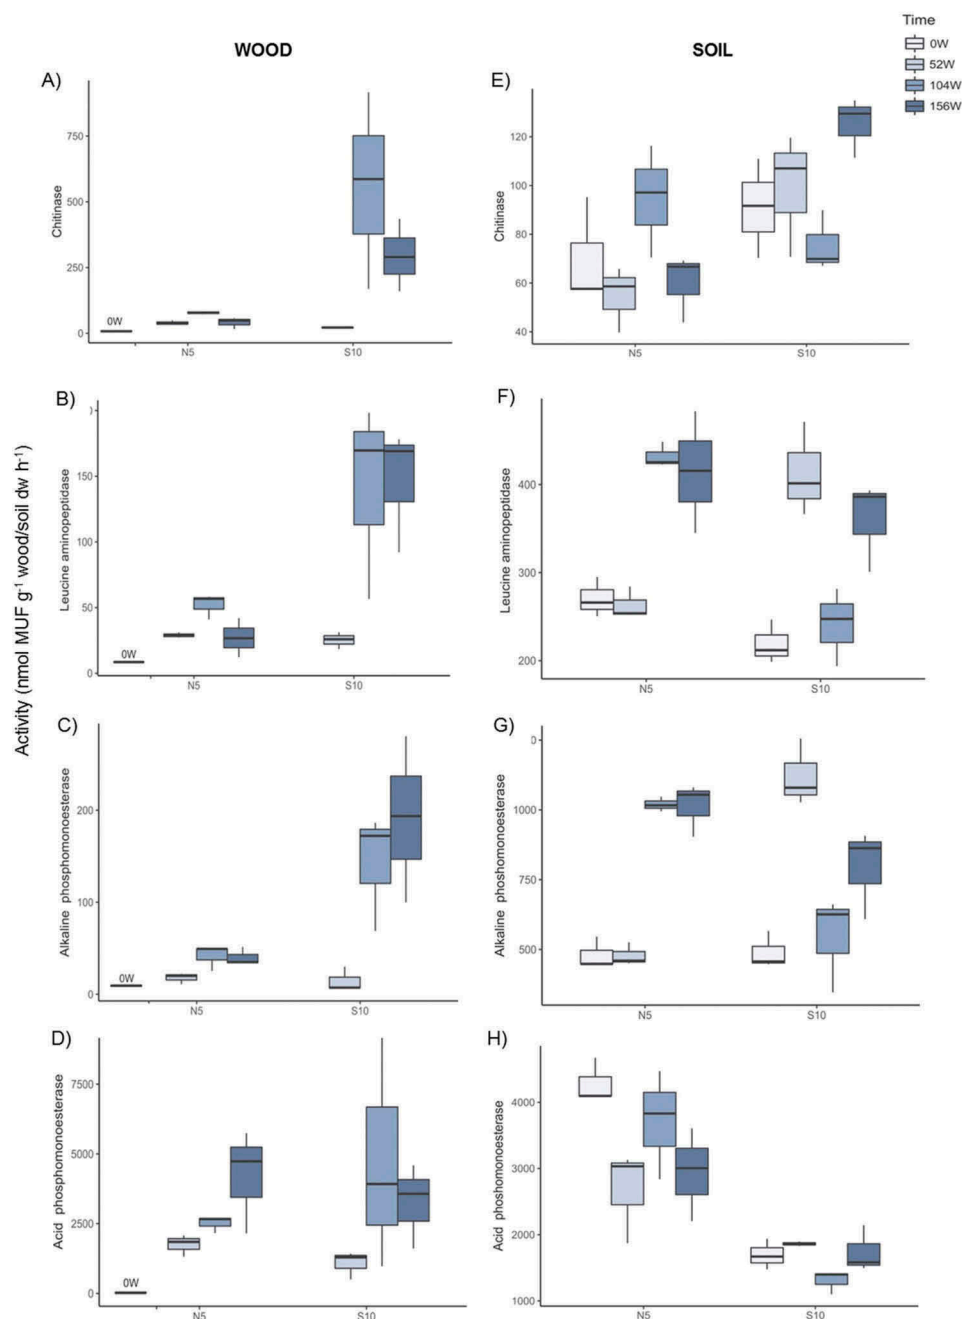 Time
0W
52W
104W
156W
WOOD
SOIL
Activity (nmol MUF g-1 wood/soil dw h-1)
A)
Chitinase
750
500
250
0
0W
N5
S10
E)
Chitinase
120
100
80
60
40
N5
S10
B)
Leucine aminopeptidase
)
150
100
50
0
0W
N5
S10
F)
Leucine aminopeptidase
400
300
200
N5
S10
C)
Alkaline phosphomonoesterase
200
100
0
0W
N5
S10
G)
Alkaline phoshomonoesterase
0
1000
750
500
N5
S10
D)
Acid phosphomonoesterase
7500
5000
2500
0
0W
N5
S10
H)
Acid phoshomonoesterase
4000
3000
2000
1000
N5
S10